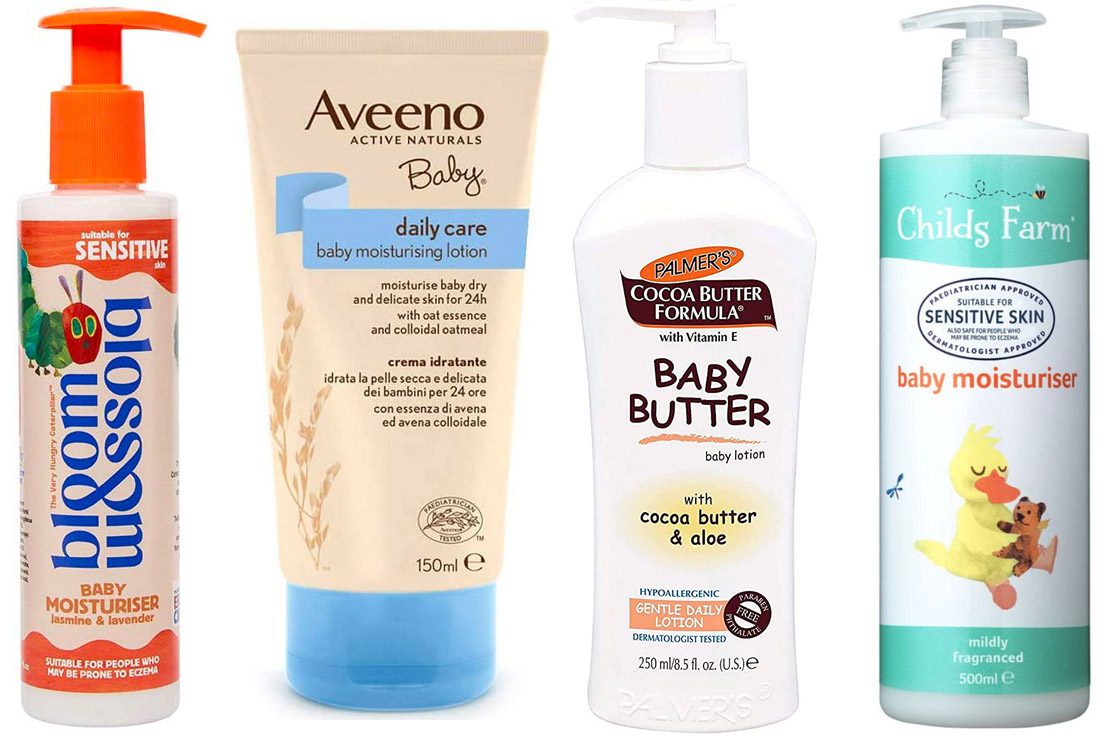 suitable for
SENSITIVE
skin
The Very Hungry Caterpillar™
bloom
&blossom
BABY
MOISTURISER
jasmine & lavender
SUITABLE FOR PEOPLE WHO
MAY BE PRONE TO ECZEMA
Aveeno
ACTIVE NATURALS
Baby®
daily care
baby moisturising lotion
moisturise baby dry
and delicate skin for 24h
with oat essence
and colloidal oatmeal
crema idratante
idrata la pelle secca e delicata
dei bambini per 24 ore
con essenza di avena
ed avena colloidale
PAEDIATRICIAN
AVEENO
TESTED ™
150ml ℮
PALMER'S®
COCOA BUTTER
FORMULA®
™
with Vitamin E
BABY
BUTTER
baby lotion
with
cocoa butter
& aloe
HYPOALLERGENIC
GENTLE DAILY
LOTION
DERMATOLOGIST TESTED
PARABEN
FREE
PHTHALATE
250 ml/8.5 fl. oz. (U.S.) ℮
PALMER'S®
Childs Farm®
PAEDIATRICIAN APPROVED
SUITABLE FOR
SENSITIVE SKIN
ALSO SAFE FOR PEOPLE WHO
MAY BE PRONE TO ECZEMA
DERMATOLOGIST APPROVED
baby moisturiser
mildly
fragranced
500ml ℮